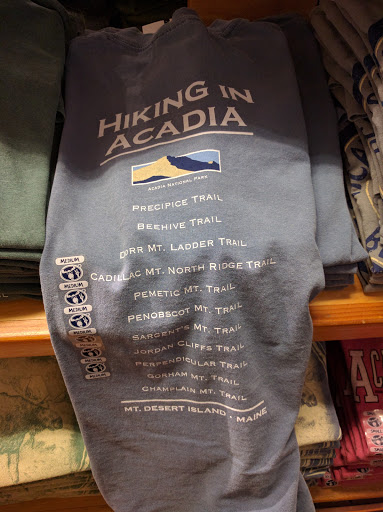 HIKING IN
ACADIA
ACADIA NATIONAL PARK
PRECIPICE TRAIL
BEEHIVE TRAIL
DORR MT. LADDER TRAIL
CADILLAC MT. NORTH RIDGE TRAIL
PEMETIC MT. TRAIL
PENOBSCOT MT. TRAIL
SARGENT'S MT. TRAIL
JORDAN CLIFFS TRAIL
PERPENDICULAR TRAIL
GORHAM MT. TRAIL
CHAMPLAIN MT. TRAIL
MT. DESERT ISLAND • MAINE
MEDIUM
MEDIUM
MEDIUM
MEDIUM
MEDIUM
AC